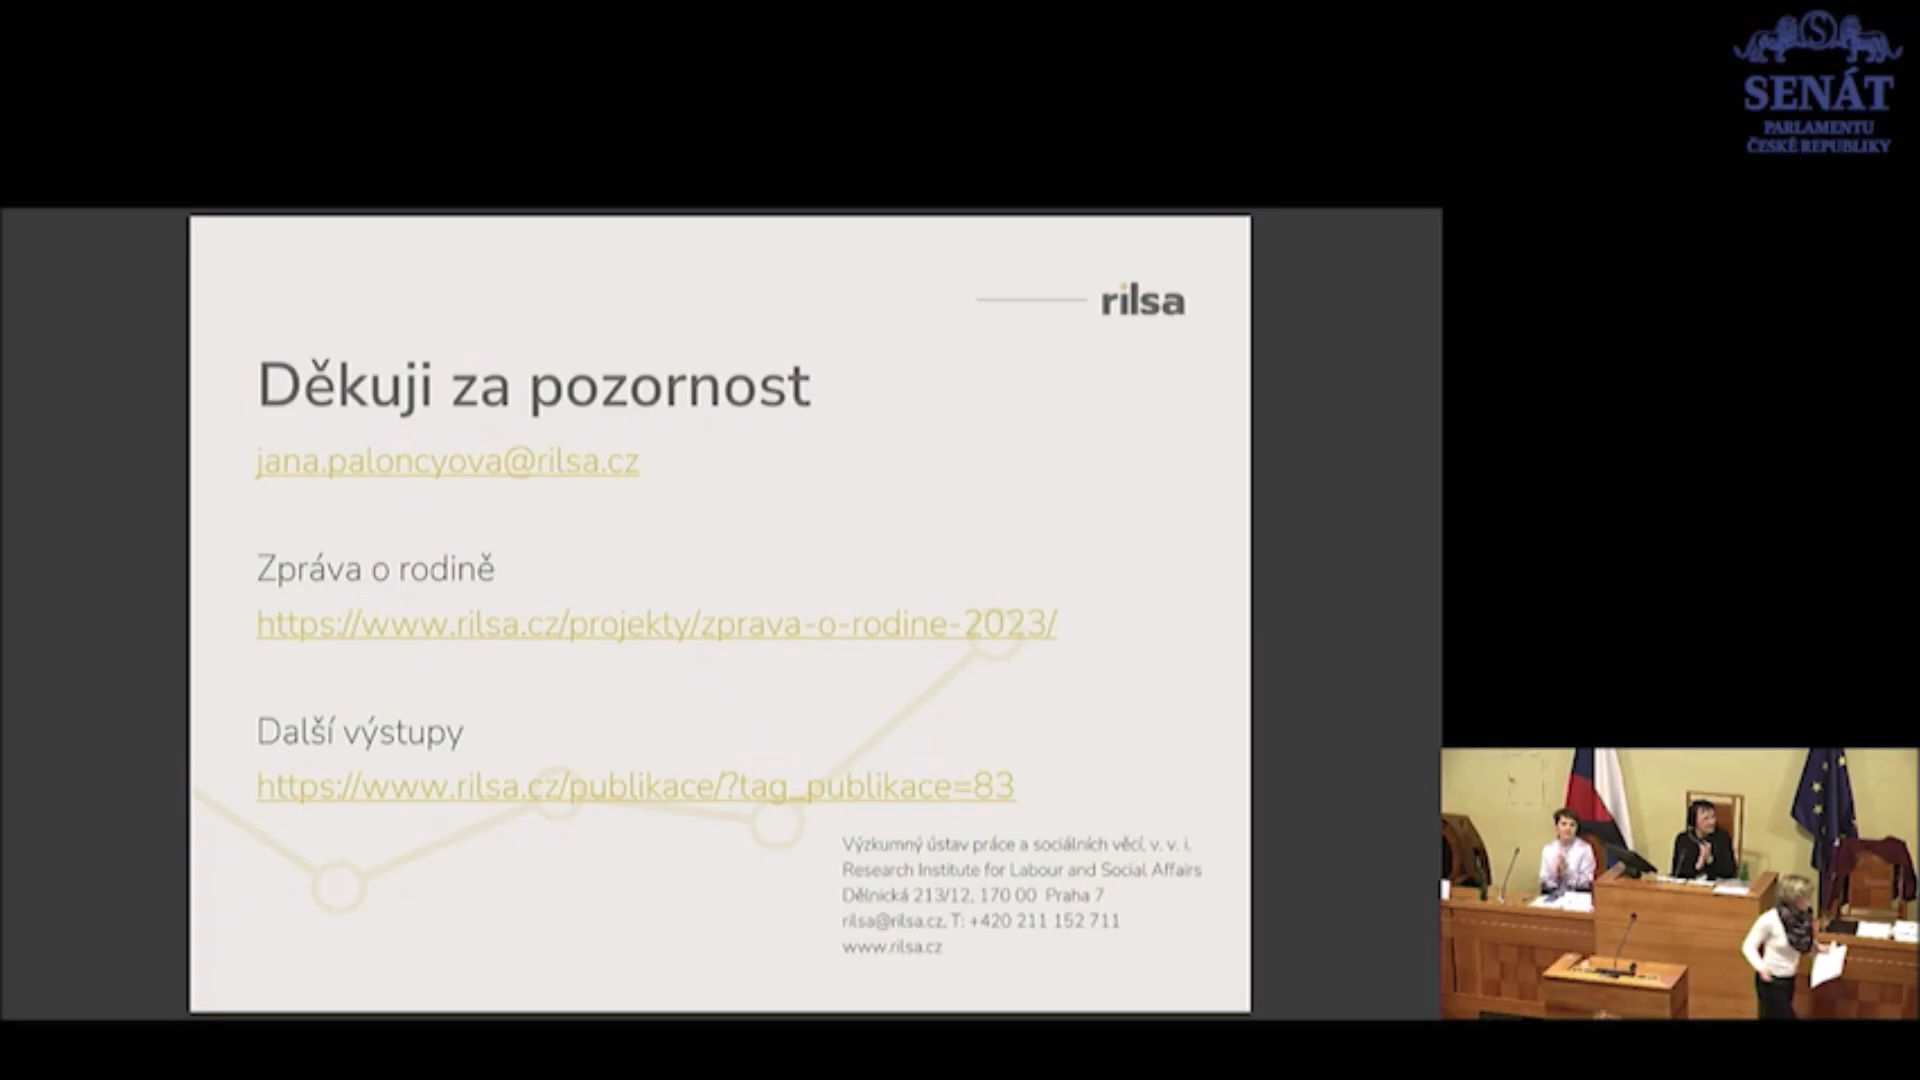 SENÁT
PARLAMENTU
ČESKÉ REPUBLIKY
rilsa
Děkuji za pozornost
jana.paloncyova@rilsa.cz
Zpráva o rodině
https://www.rilsa.cz/projekty/zprava-o-rodine-2023/
Další výstupy
https://www.rilsa.cz/publikace/?tag_publikace=83
Výzkumný ústav práce a sociálních věcí, v. v. i.
Research Institute for Labour and Social Affairs
Dělnická 213/12, 170 00 Praha 7
rilsa@rilsa.cz, T: +420 211 152 711
www.rilsa.cz